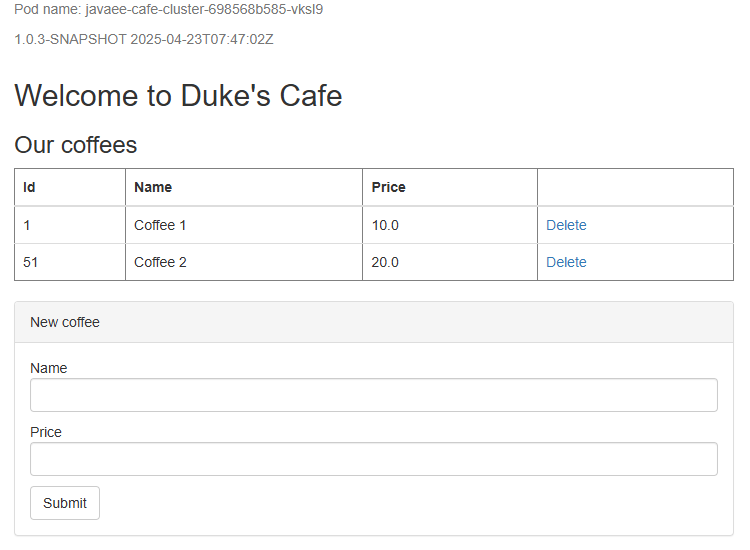 Pod name: javaee-cafe-cluster-698568b585-vksl9
1.0.3-SNAPSHOT 2025-04-23T07:47:02Z
Welcome to Duke's Cafe
Our coffees
Id Name Price
1 Coffee 1 10.0 Delete
51 Coffee 2 20.0 Delete
New coffee
Name
Price
Submit